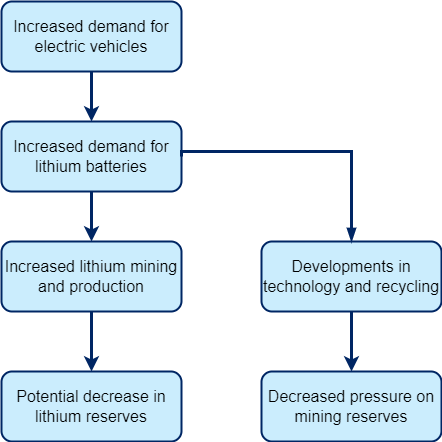 Increased demand for
electric vehicles
Increased demand for
lithium batteries
Increased lithium mining
and production
Developments in
technology and recycling
Potential decrease in
lithium reserves
Decreased pressure on
mining reserves